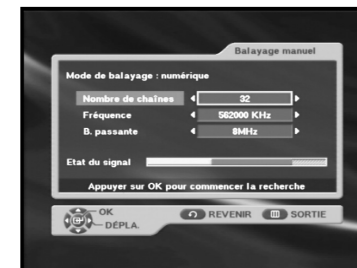 Balayage manuel
Mode de balayage : numérique
Nombre de chaînes 32
Fréquence 562000 KHz
B. passante 8MHz
Etat du signal
Appuyer sur OK pour commencer la recherche
OK REVENIR SORTIE
DÉPLA.